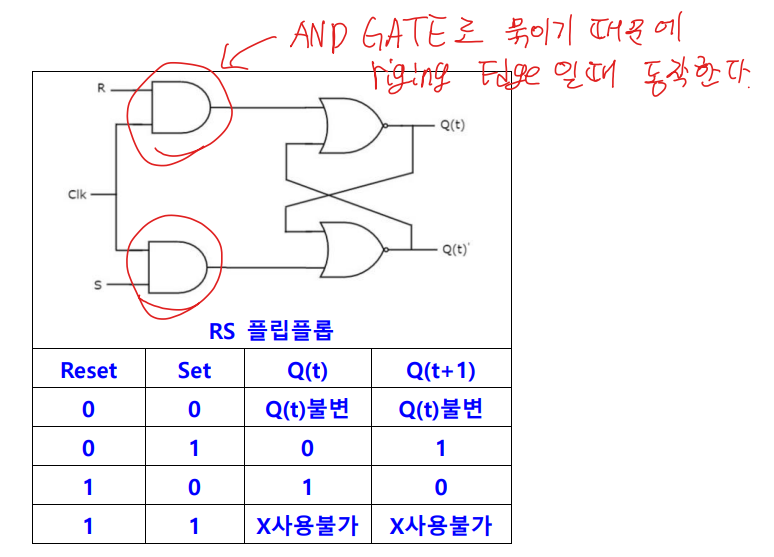 AND GATE로 묶이기 때문에
riging Edge 일때 동작한다.
R
Q(t)
Clk
Q(t)'
S
RS 플립플롭
Reset Set Q(t) Q(t+1)
0 0 Q(t)불변 Q(t)불변
0 1 0 1
1 0 1 0
1 1 X사용불가 X사용불가